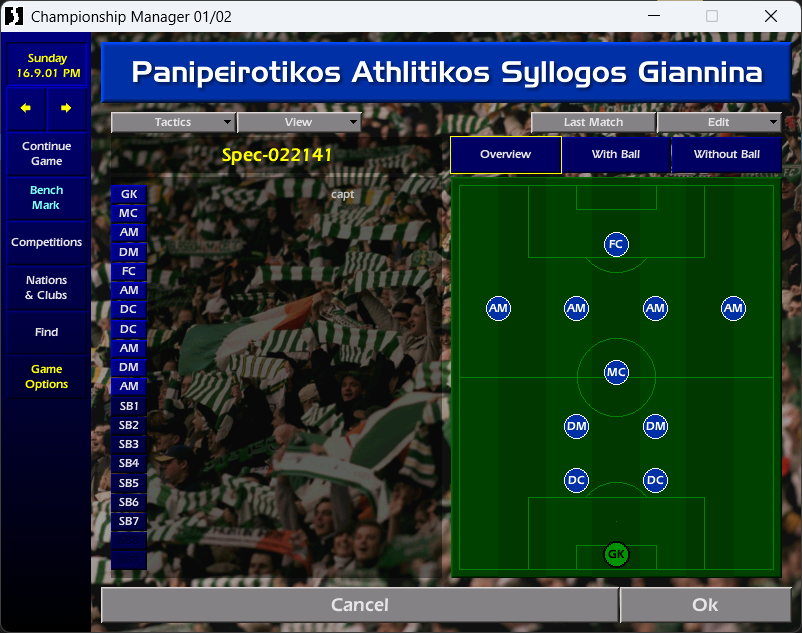 Championship Manager 01/02
Sunday
16.9.01 PM
Continue
Game
Bench
Mark
Competitions
Nations
& Clubs
Find
Game
Options
Panipeirotikos Athlitikos Syllogos Giannina
Tactics
View
Last Match
Edit
Spec-022141
Overview
With Ball
Without Ball
GK capt
MC
AM
DM
FC
AM
DC
DC
AM
DM
AM
SB1
SB2
SB3
SB4
SB5
SB6
SB7
FC
AM AM AM AM
MC
DM DM
DC DC
GK
Cancel
Ok